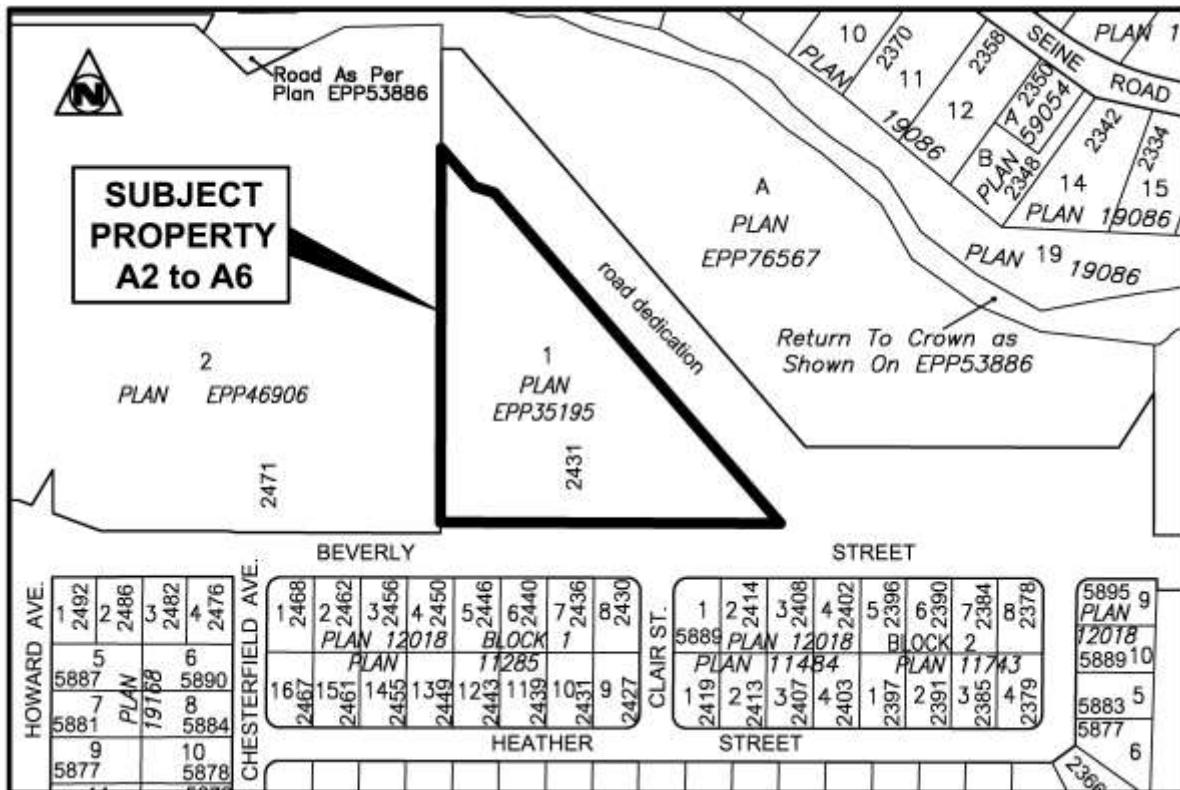 N
Road As Per
Plan EPP53886
SUBJECT
PROPERTY
A2 to A6
2
PLAN EPP46906
2471
1
PLAN
EPP35195
2431
road dedication
A
PLAN
EPP76567
Return To Crown as
Shown On EPP53886
10
PLAN
2370
11
19086
2358
12
SEINE
ROAD
PLAN 1
A 2350
59054
B
PLAN
2348
2342
14
2334
15
PLAN 19086
PLAN 19 19086
BEVERLY STREET
HOWARD AVE.
1 2492 2 2486 3 2482 4 2476
5 6
5887 5890
PLAN
19168
7 8
5881 5884
9 10
5877 5878
CHESTERFIELD AVE.
1 2468 2 2462 3 2456 4 2450 5 2446 6 2440 7 2436 8 2430
PLAN 12018 BLOCK 1
PLAN 11285
16 2467 15 2461 14 2455 13 2449 12 2443 11 2439 10 2431 9 2427
CLAIR ST.
1 2 2414 3 2408 4 2402 5 2396 6 2390 7 2384 8 2378
5889 PLAN 12018 BLOCK 2
PLAN 11484 PLAN 11743
1 2419 2 2413 3 2407 4 2403 1 2397 2 2391 3 2385 4 2379
HEATHER STREET
5895 9
PLAN
12018
5889 10
5883 5
5877
6
2366